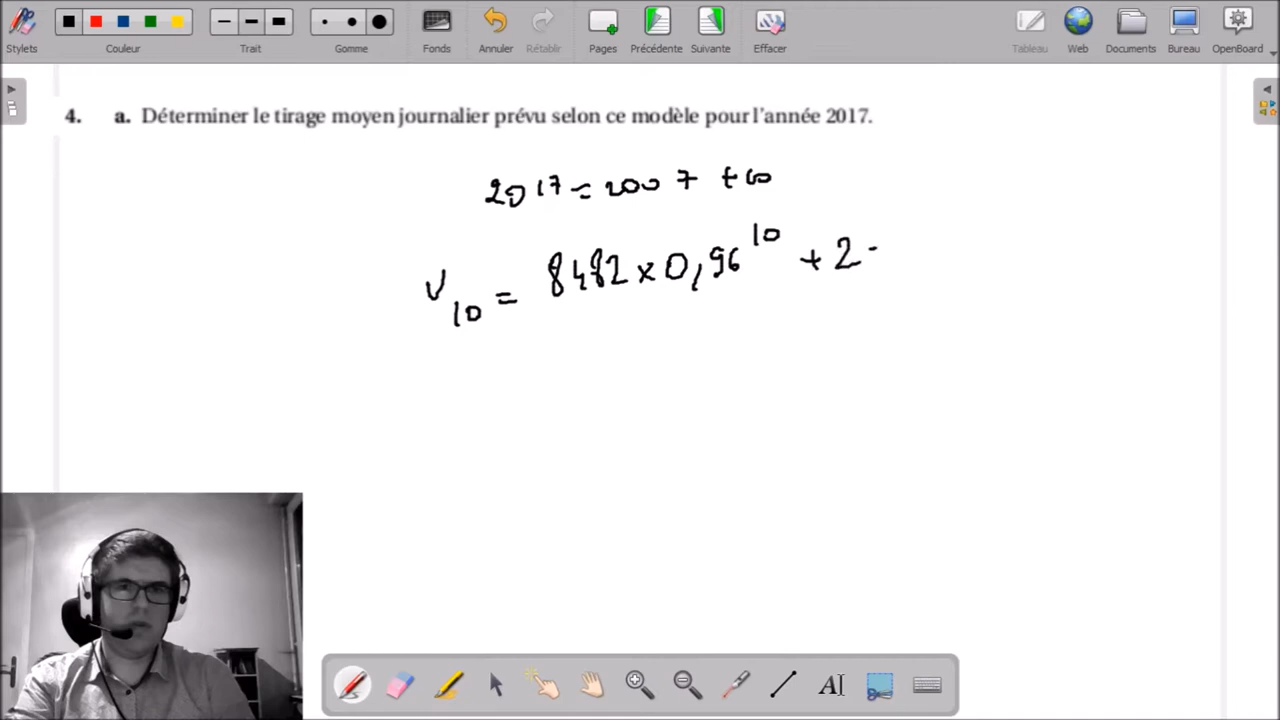 Stylets Couleur Trait Gomme Fonds Annuler Rétablir Pages Précédente Suivante Effacer Tableau Web Documents Bureau OpenBoard
4. a. Déterminer le tirage moyen journalier prévu selon ce modèle pour l'année 2017.
2017 = 2007 + 10
V10 = 8482 × 0,96^10 + 2
AI